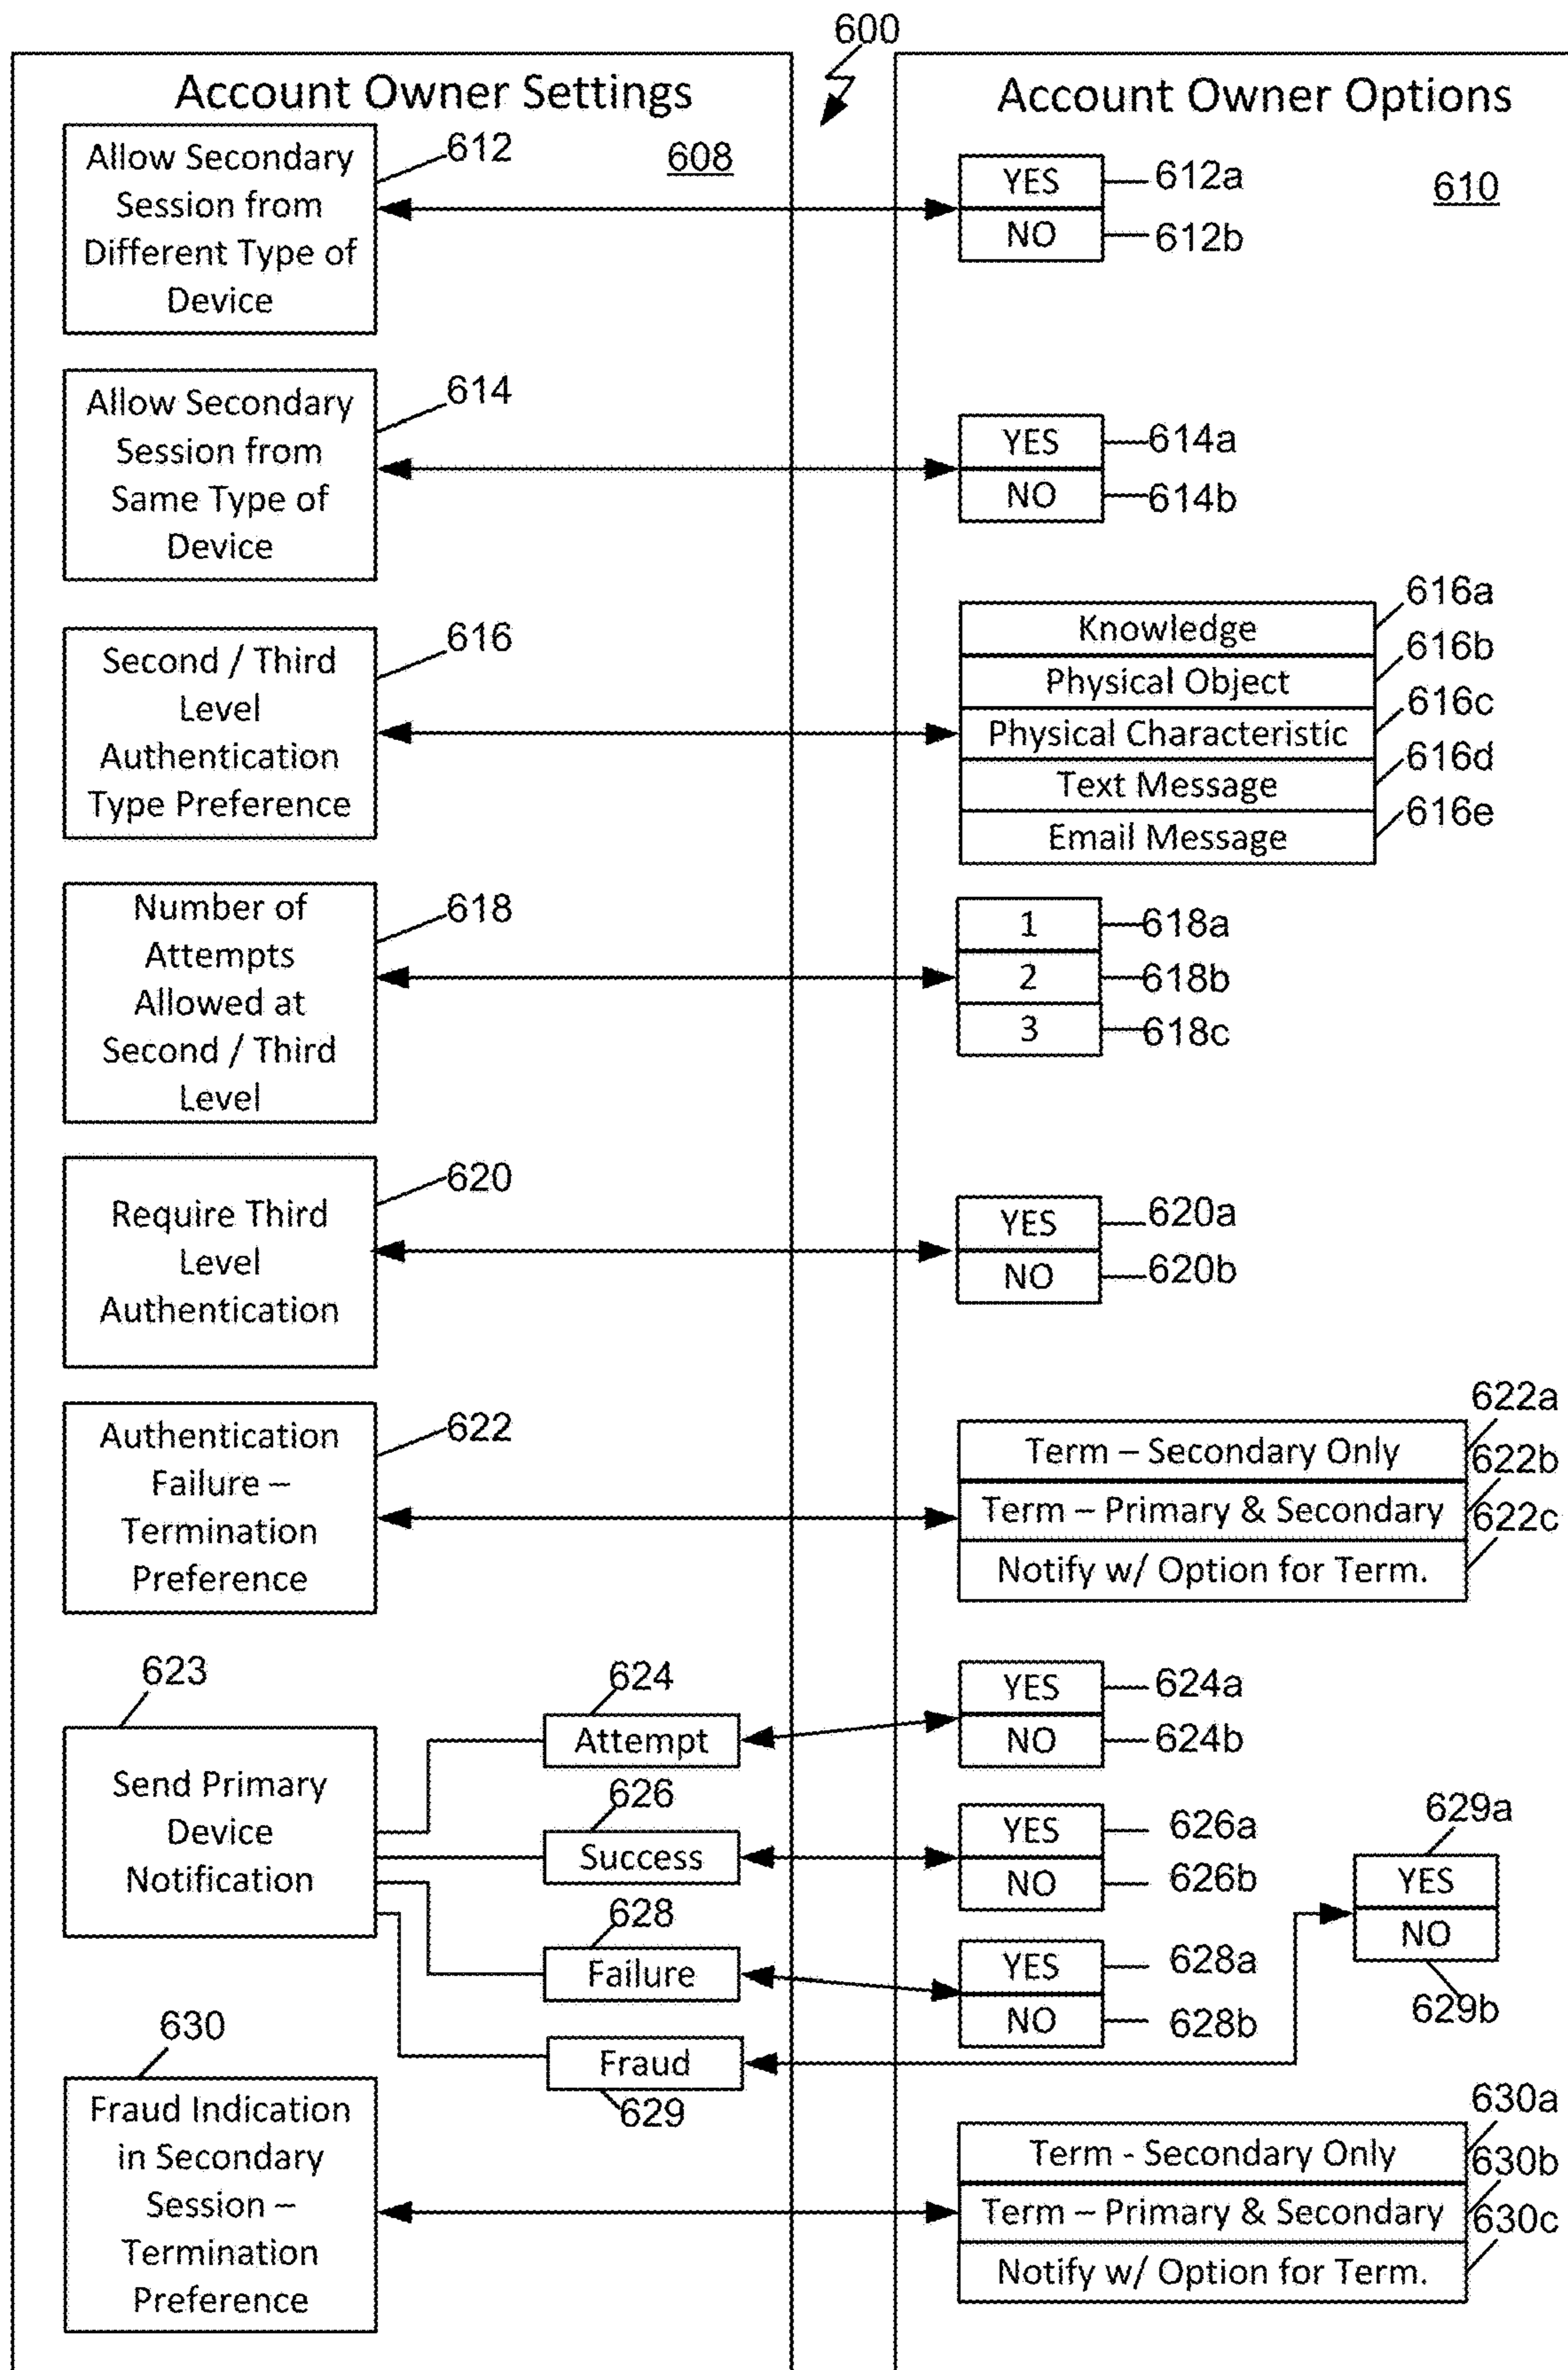 600
Account Owner Settings
608
Allow Secondary
Session from
Different Type of
Device
612
Allow Secondary
Session from
Same Type of
Device
614
Second / Third
Level
Authentication
Type Preference
616
Number of
Attempts
Allowed at
Second / Third
Level
618
Require Third
Level
Authentication
620
Authentication
Failure –
Termination
Preference
622
623
Send Primary
Device
Notification
624
Attempt
626
Success
628
Failure
Fraud
629
630
Fraud Indication
in Secondary
Session –
Termination
Preference
Account Owner Options
610
YES 612a
NO 612b
YES 614a
NO 614b
Knowledge 616a
Physical Object 616b
Physical Characteristic 616c
Text Message 616d
Email Message 616e
1 618a
2 618b
3 618c
YES 620a
NO 620b
Term – Secondary Only 622a
Term – Primary & Secondary 622b
Notify w/ Option for Term. 622c
YES 624a
NO 624b
YES 626a
NO 626b
YES 628a
NO 628b
629a
YES
NO
629b
Term - Secondary Only 630a
Term – Primary & Secondary 630b
Notify w/ Option for Term. 630c